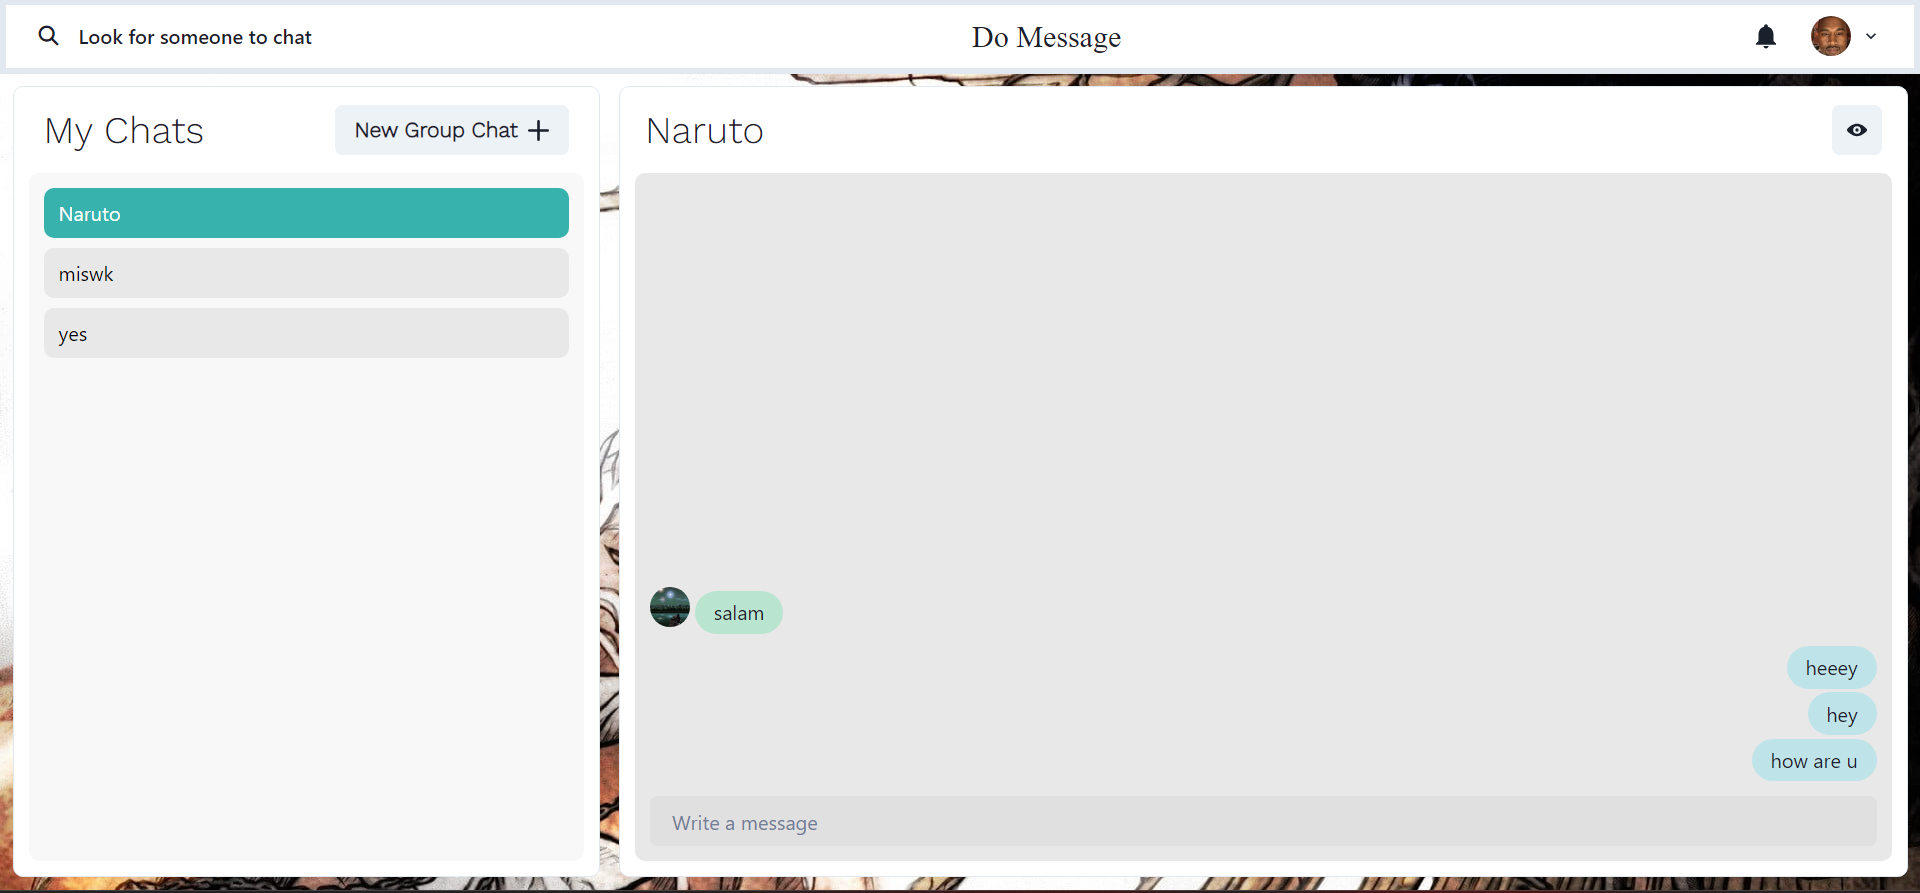 Look for someone to chat
Do Message
My Chats
New Group Chat
Naruto
miswk
yes
Naruto
salam
heeey
hey
how are u
Write a message